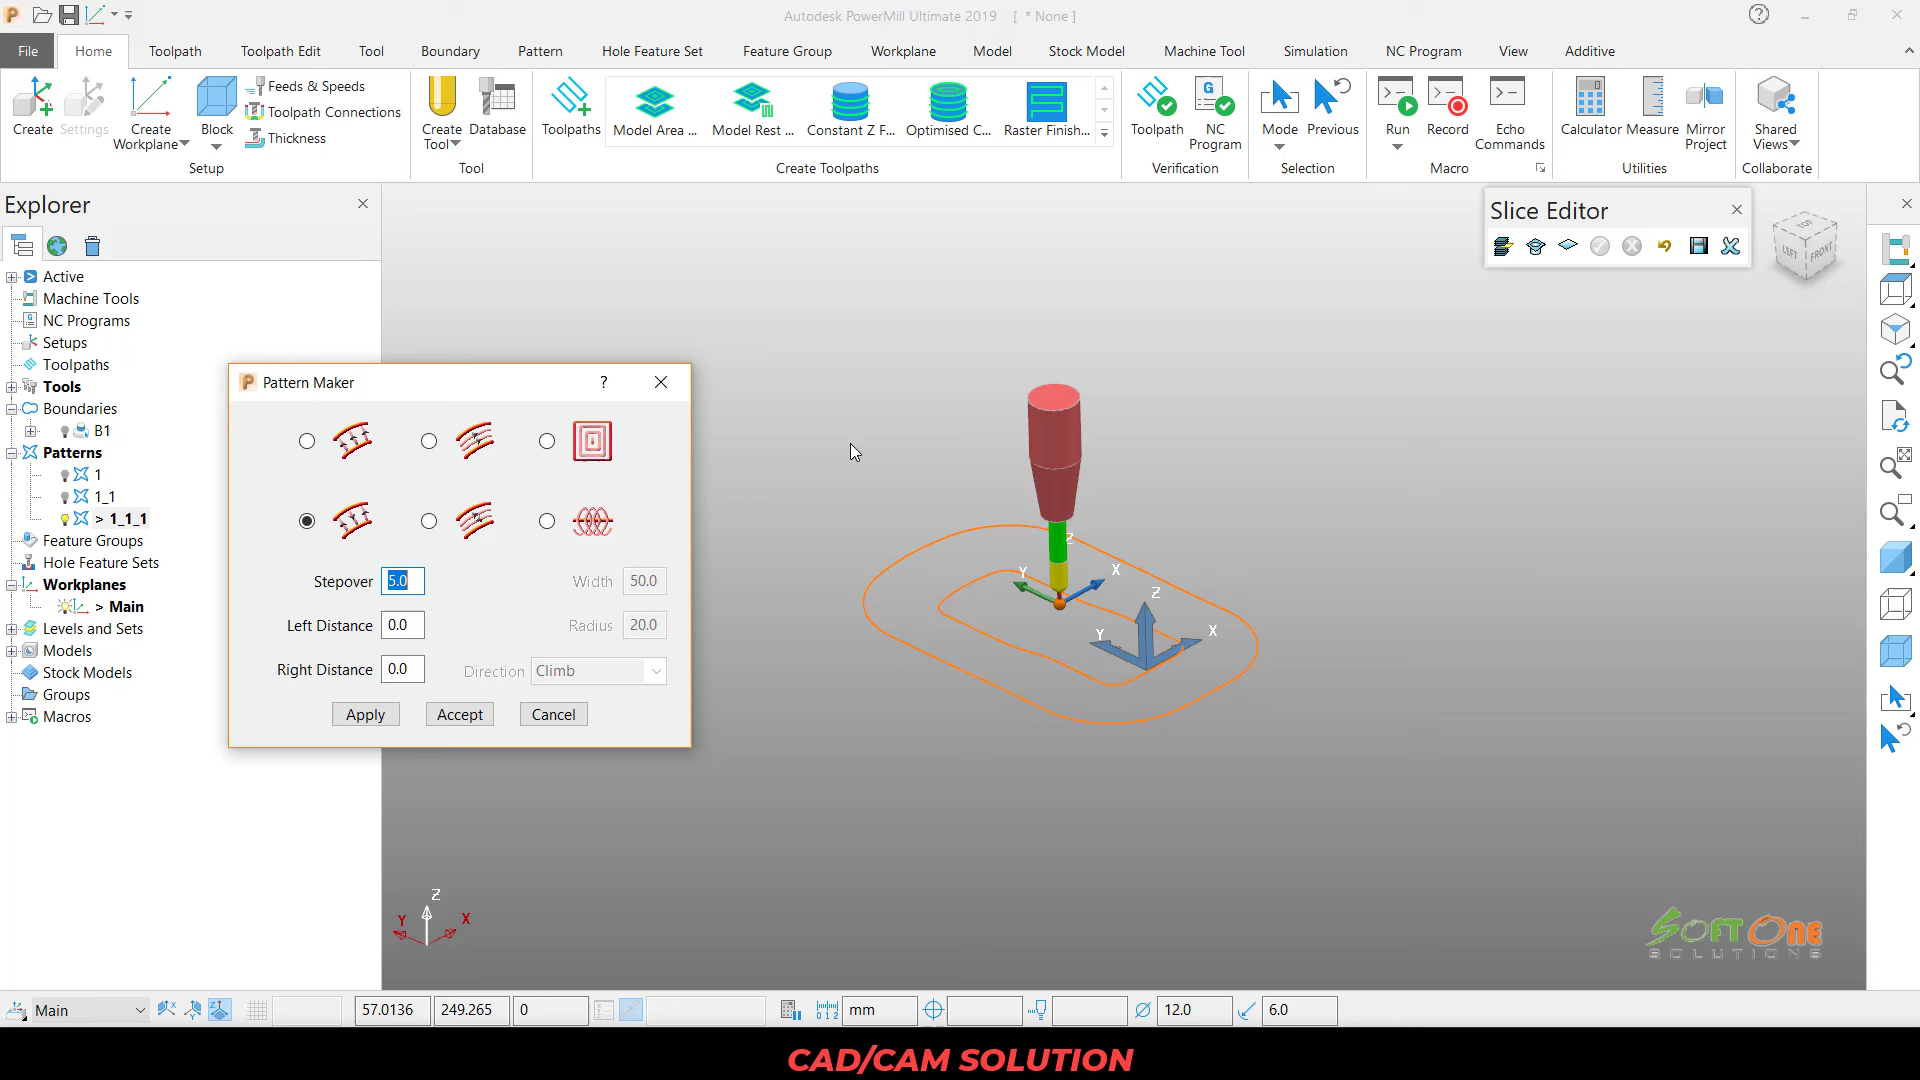 Autodesk PowerMill Ultimate 2019 [ * None ]
File Home Toolpath Toolpath Edit Tool Boundary Pattern Hole Feature Set Feature Group Workplane Model Stock Model Machine Tool Simulation NC Program View Additive
Create
Settings
Create Workplane
Block
Feeds & Speeds
Toolpath Connections
Thickness
Setup
Create Tool
Database
Tool
Toolpaths
Model Area ...
Model Rest ...
Constant Z F...
Optimised C...
Raster Finish...
Create Toolpaths
Toolpath
NC Program
Verification
Mode
Previous
Selection
Run
Record
Echo Commands
Macro
Calculator
Measure
Mirror Project
Utilities
Shared Views
Collaborate
Explorer
Active
Machine Tools
NC Programs
Setups
Toolpaths
Tools
Boundaries
B1
Patterns
1
1_1
> 1_1_1
Feature Groups
Hole Feature Sets
Workplanes
> Main
Levels and Sets
Models
Stock Models
Groups
Macros
Pattern Maker ?
Stepover 5.0 Width 50.0
Left Distance 0.0 Radius 20.0
Right Distance 0.0 Direction Climb
Apply Accept Cancel
Slice Editor
TOP
LEFT FRONT
Z
Y X
Z
Y X
Z
Y X
SOFTONE
SOLUTIONS
Main 57.0136 249.265 0 mm 12.0 6.0
CAD/CAM SOLUTION